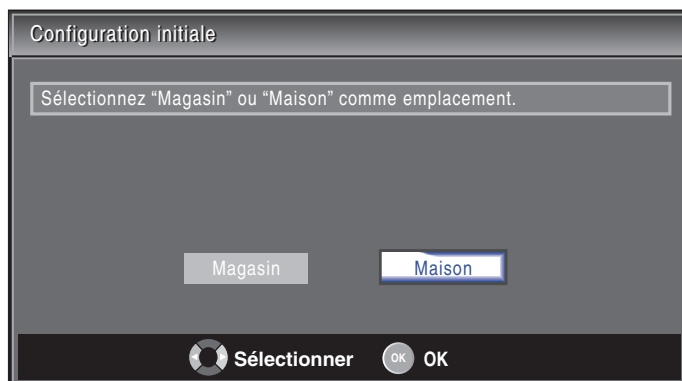 Configuration initiale
Sélectionnez “Magasin” ou “Maison” comme emplacement.
Magasin Maison
Sélectionner OK OK